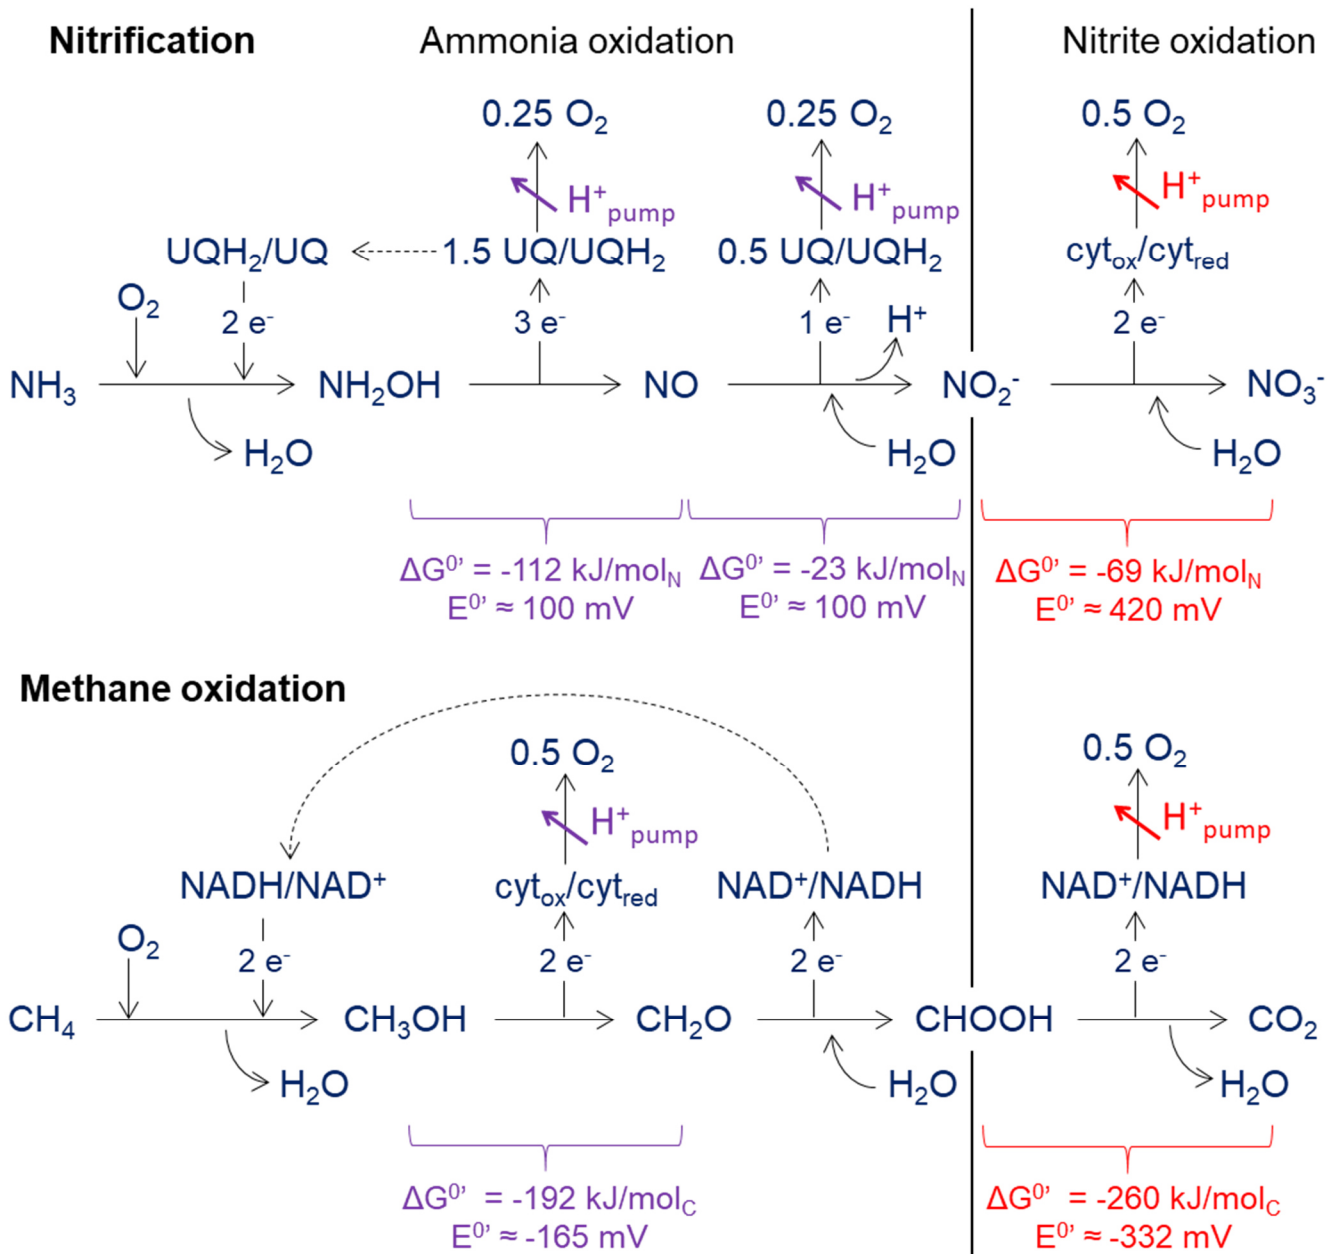 Nitrification Ammonia oxidation Nitrite oxidation
0.25 O₂ 0.25 O₂ 0.5 O₂
H⁺pump H⁺pump H⁺pump
UQH₂/UQ 1.5 UQ/UQH₂ 0.5 UQ/UQH₂ cytox/cytred
O₂ 2 e⁻ 3 e⁻ 1 e⁻ H⁺ 2 e⁻
NH₃ NH₂OH NO NO₂⁻ NO₃⁻
H₂O H₂O H₂O
ΔG⁰' = -112 kJ/molN ΔG⁰' = -23 kJ/molN ΔG⁰' = -69 kJ/molN
E⁰' ≈ 100 mV E⁰' ≈ 100 mV E⁰' ≈ 420 mV
Methane oxidation
0.5 O₂ 0.5 O₂
H⁺pump H⁺pump
NADH/NAD⁺ cytox/cytred NAD⁺/NADH NAD⁺/NADH
O₂ 2 e⁻ 2 e⁻ 2 e⁻ 2 e⁻
CH₄ CH₃OH CH₂O CHOOH CO₂
H₂O H₂O H₂O
ΔG⁰' = -192 kJ/molC ΔG⁰' = -260 kJ/molC
E⁰' ≈ -165 mV E⁰' ≈ -332 mV